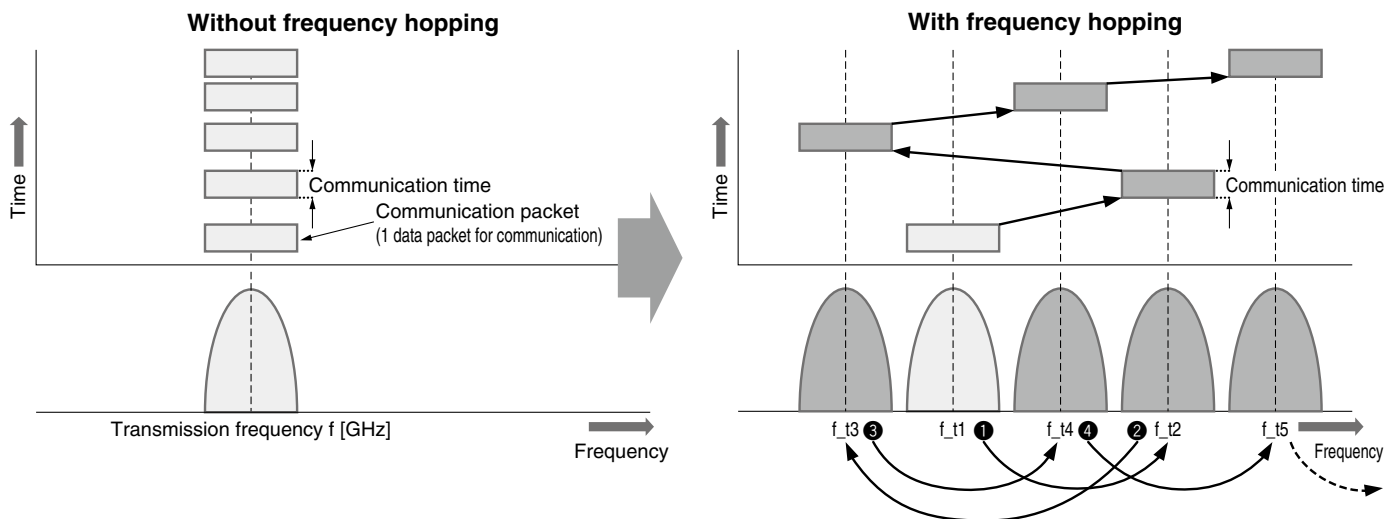 Without frequency hopping
Time
Communication time
Communication packet
(1 data packet for communication)
Transmission frequency f [GHz]
Frequency
With frequency hopping
Time
Communication time
f_t3 ❸ f_t1 ❶ f_t4 ❹ ❷ f_t2 f_t5
Frequency